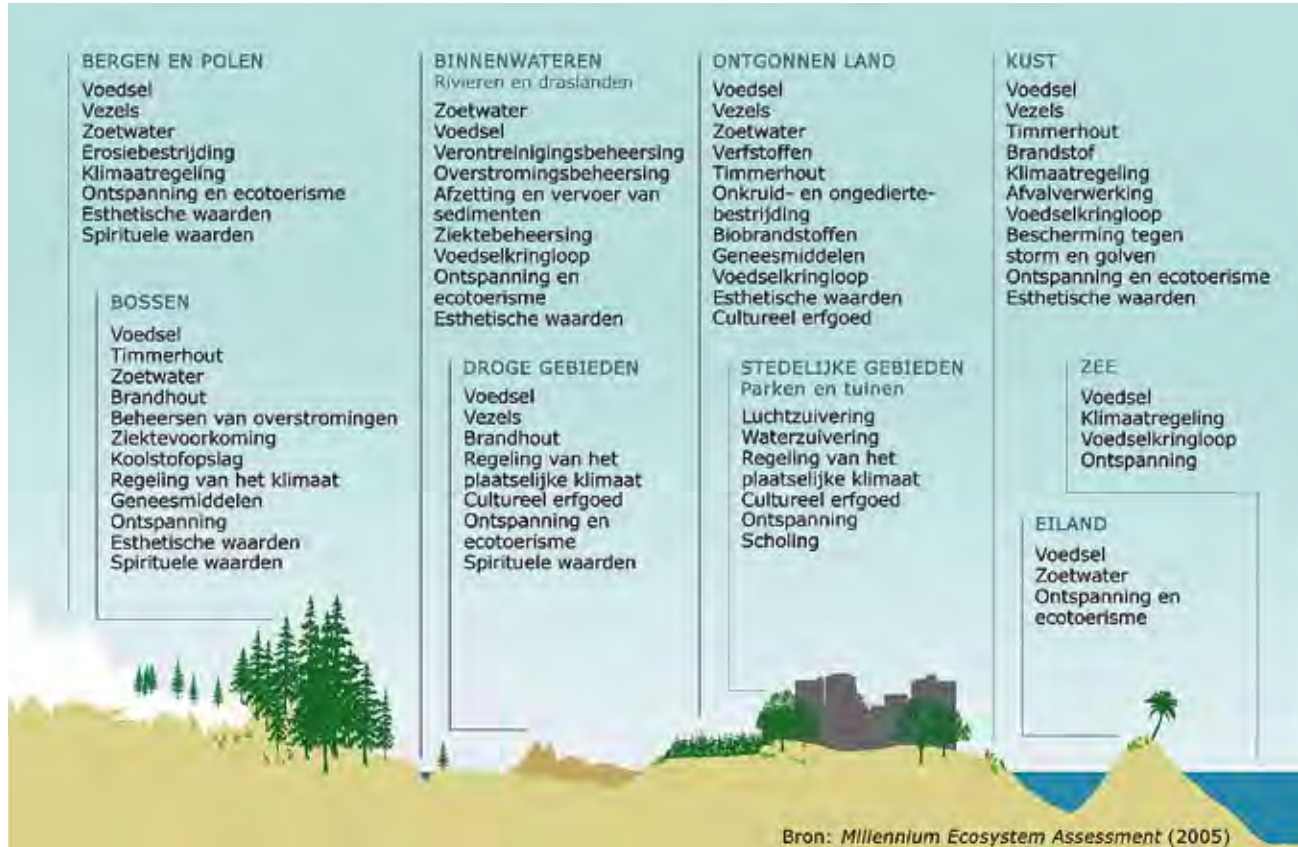 BERGEN EN POLEN
Voedsel
Vezels
Zoetwater
Erosiebestrijding
Klimaatregeling
Ontspanning en ecotoerisme
Esthetische waarden
Spirituele waarden
BOSSEN
Voedsel
Timmerhout
Zoetwater
Brandhout
Beheersen van overstromingen
Ziektevoorkoming
Koolstofopslag
Regeling van het klimaat
Geneesmiddelen
Ontspanning
Esthetische waarden
Spirituele waarden
BINNENWATEREN
Rivieren en draslanden
Zoetwater
Voedsel
Verontreinigingsbeheersing
Overstromingsbeheersing
Afzetting en vervoer van
sedimenten
Ziektebeheersing
Voedselkringloop
Ontspanning en
ecotoerisme
Esthetische waarden
DROGE GEBIEDEN
Voedsel
Vezels
Brandhout
Regeling van het
plaatselijke klimaat
Cultureel erfgoed
Ontspanning en
ecotoerisme
Spirituele waarden
ONTGONNEN LAND
Voedsel
Vezels
Zoetwater
Verfstoffen
Timmerhout
Onkruid- en ongedierte-
bestrijding
Biobrandstoffen
Geneesmiddelen
Voedselkringloop
Esthetische waarden
Cultureel erfgoed
STEDELIJKE GEBIEDEN
Parken en tuinen
Luchtzuivering
Waterzuivering
Regeling van het
plaatselijke klimaat
Cultureel erfgoed
Ontspanning
Scholing
KUST
Voedsel
Vezels
Timmerhout
Brandstof
Klimaatregeling
Afvalverwerking
Voedselkringloop
Bescherming tegen
storm en golven
Ontspanning en ecotoerisme
Esthetische waarden
ZEE
Voedsel
Klimaatregeling
Voedselkringloop
Ontspanning
EILAND
Voedsel
Zoetwater
Ontspanning en
ecotoerisme
Bron: Millennium Ecosystem Assessment (2005)